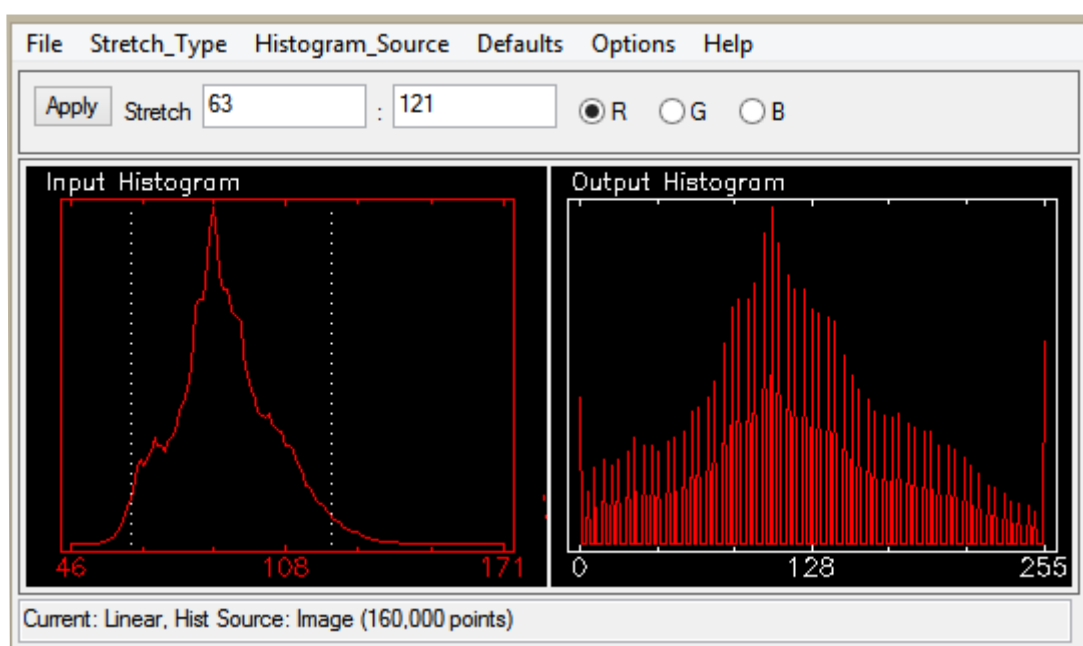 File Stretch_Type Histogram_Source Defaults Options Help
Apply Stretch 63 : 121 R G B
Input Histogram
46 108 171
Output Histogram
0 128 255
Current: Linear, Hist Source: Image (160,000 points)